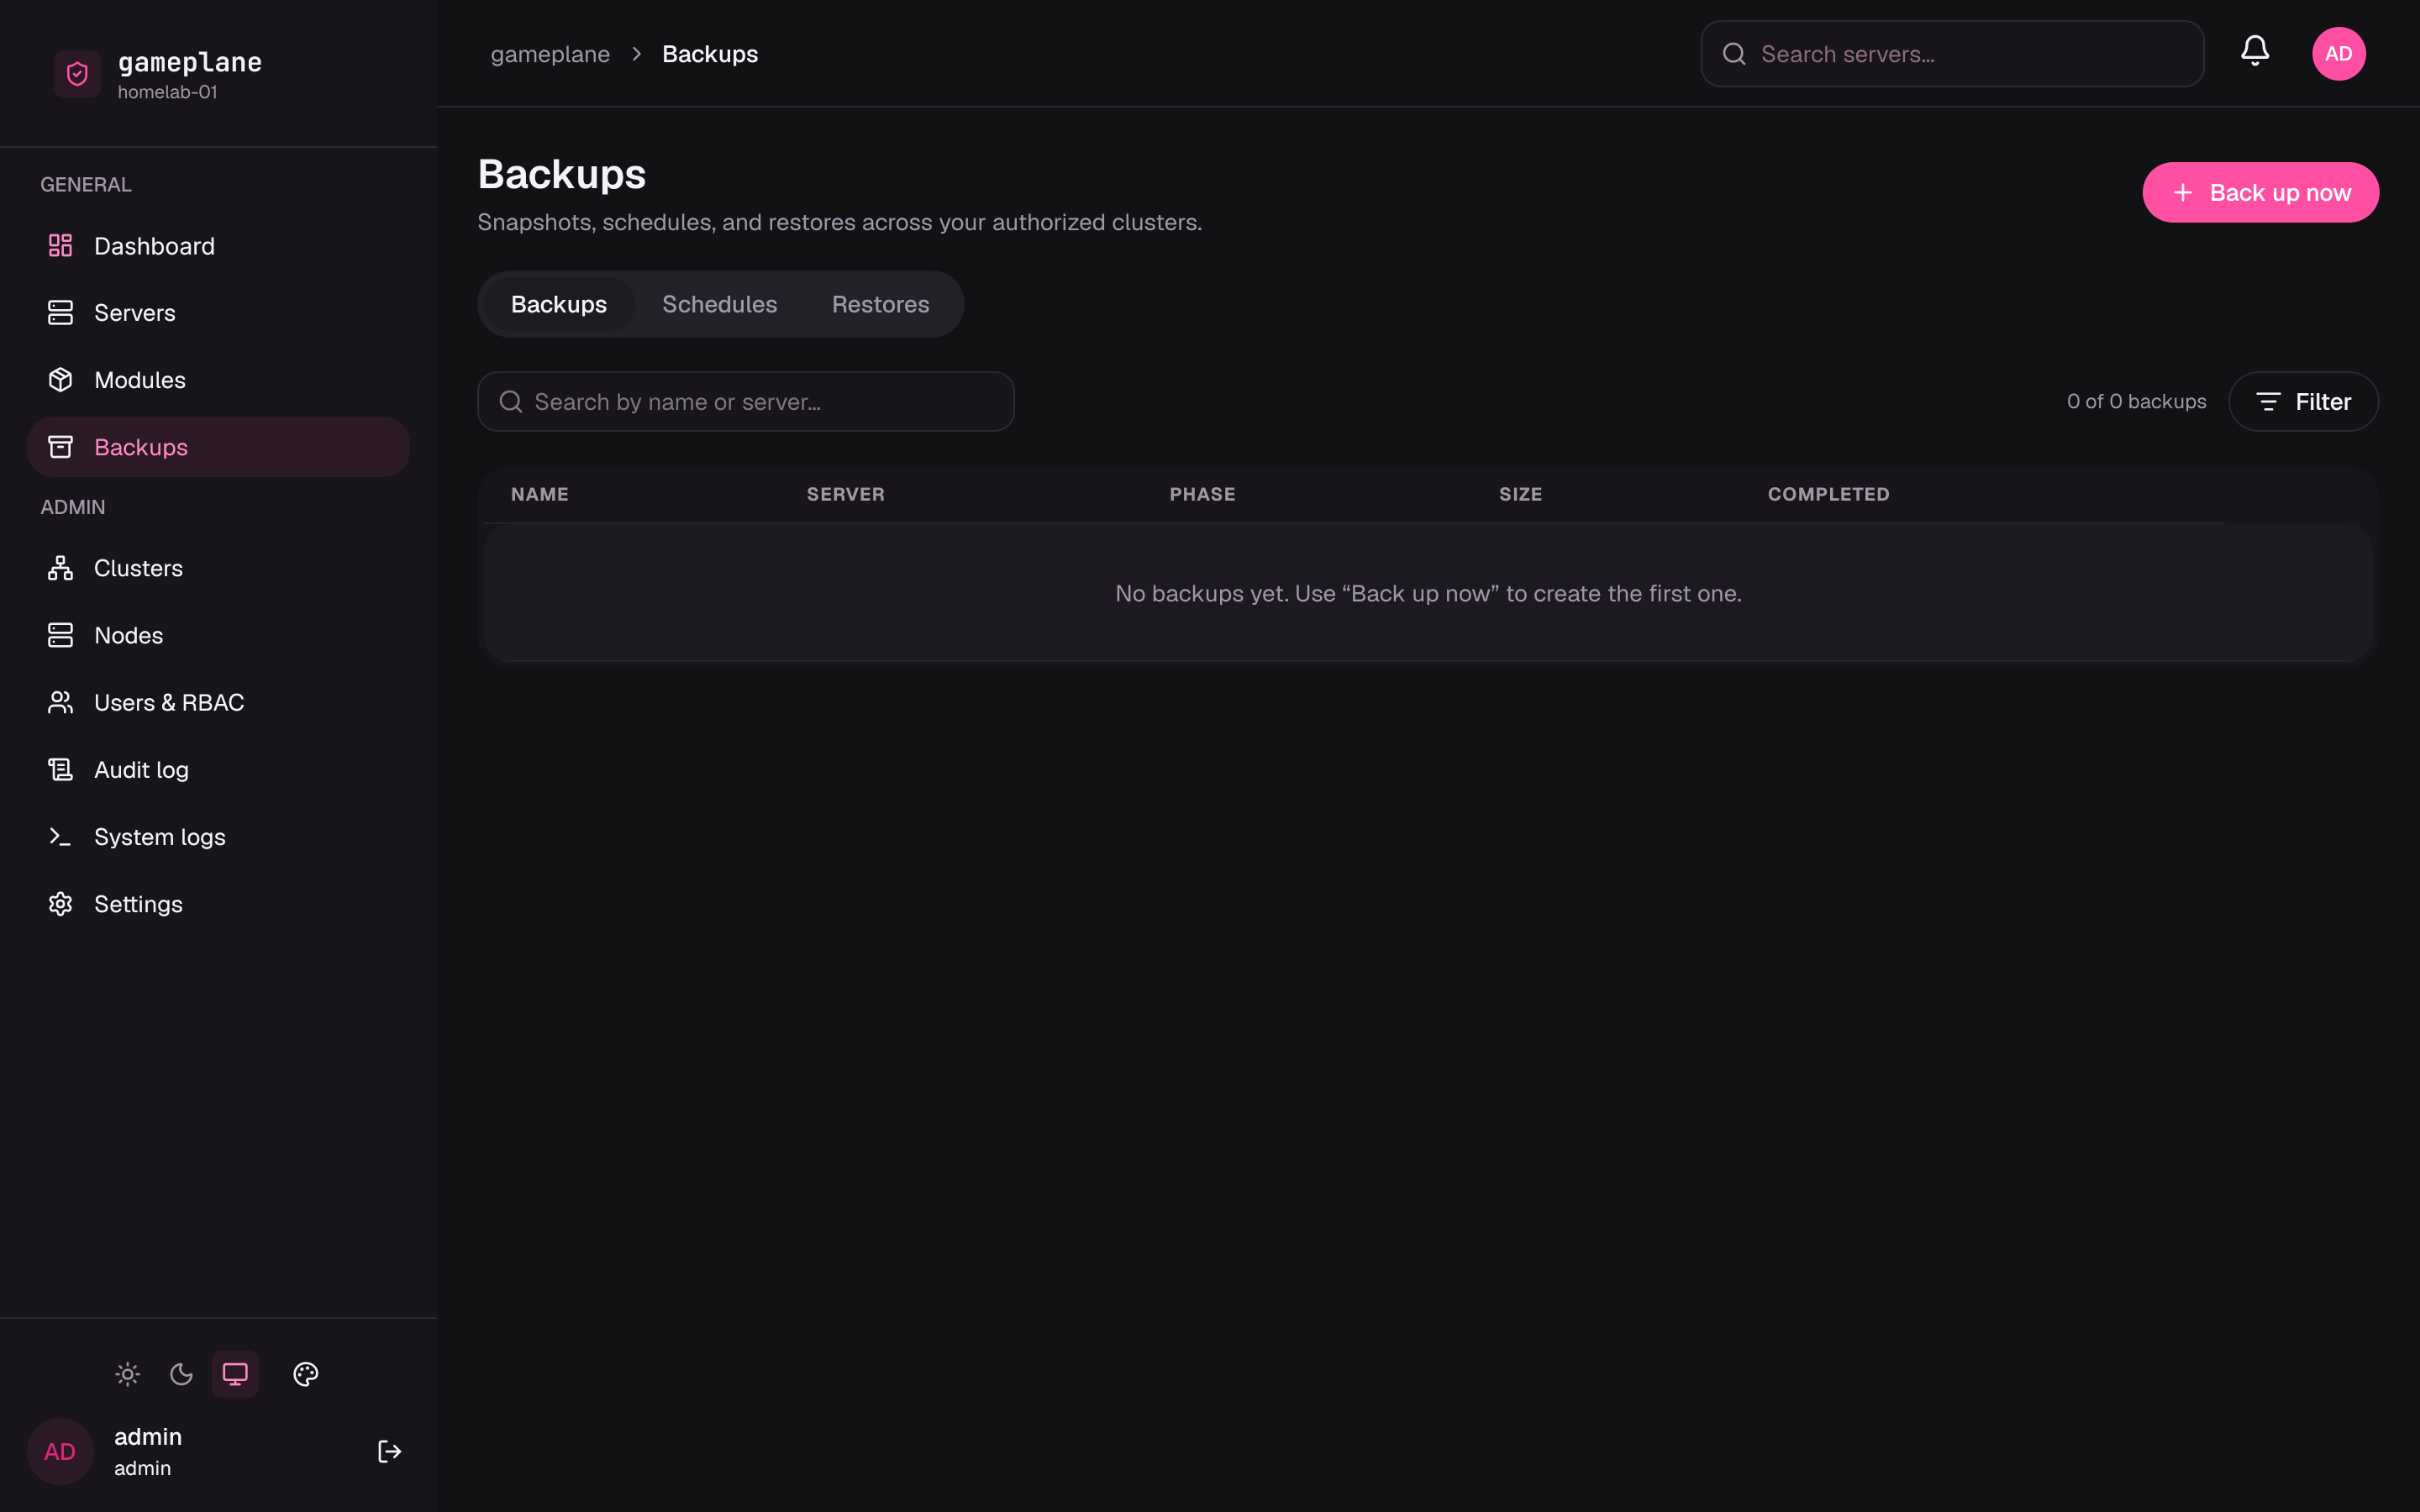 gameplane
homelab-01
GENERAL
Dashboard
Servers
Modules
Backups
ADMIN
Clusters
Nodes
Users & RBAC
Audit log
System logs
Settings
AD
admin
admin
gameplane
Backups
Search servers...
AD
Backups
Snapshots, schedules, and restores across your authorized clusters.
Back up now
Backups
Schedules
Restores
Search by name or server...
0 of 0 backups
Filter
NAME
SERVER
PHASE
SIZE
COMPLETED
No backups yet. Use “Back up now” to create the first one.